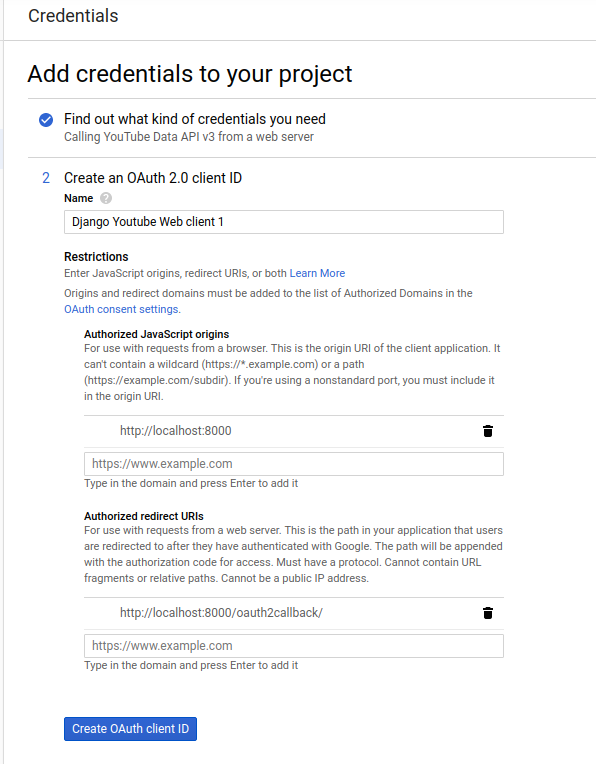 Credentials
Add credentials to your project
Find out what kind of credentials you need
Calling YouTube Data API v3 from a web server
2 Create an OAuth 2.0 client ID
Name ?
Django Youtube Web client 1
Restrictions
Enter JavaScript origins, redirect URIs, or both Learn More
Origins and redirect domains must be added to the list of Authorized Domains in the
OAuth consent settings.
Authorized JavaScript origins
For use with requests from a browser. This is the origin URI of the client application. It
can't contain a wildcard (https://*.example.com) or a path
(https://example.com/subdir). If you're using a nonstandard port, you must include it
in the origin URI.
http://localhost:8000
https://www.example.com
Type in the domain and press Enter to add it
Authorized redirect URIs
For use with requests from a web server. This is the path in your application that users
are redirected to after they have authenticated with Google. The path will be appended
with the authorization code for access. Must have a protocol. Cannot contain URL
fragments or relative paths. Cannot be a public IP address.
http://localhost:8000/oauth2callback/
https://www.example.com
Type in the domain and press Enter to add it
Create OAuth client ID